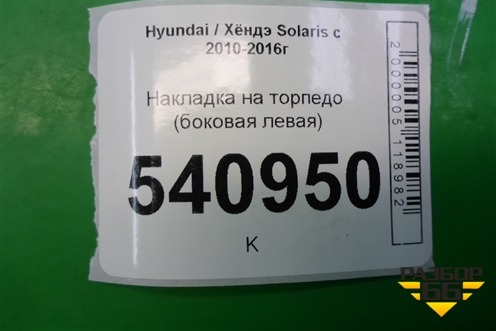 Hyundai / Хёндэ Solaris с
2010-2016г
Накладка на торпедо
(боковая левая)
540950
К
2000005118982
РАЗБОР
66